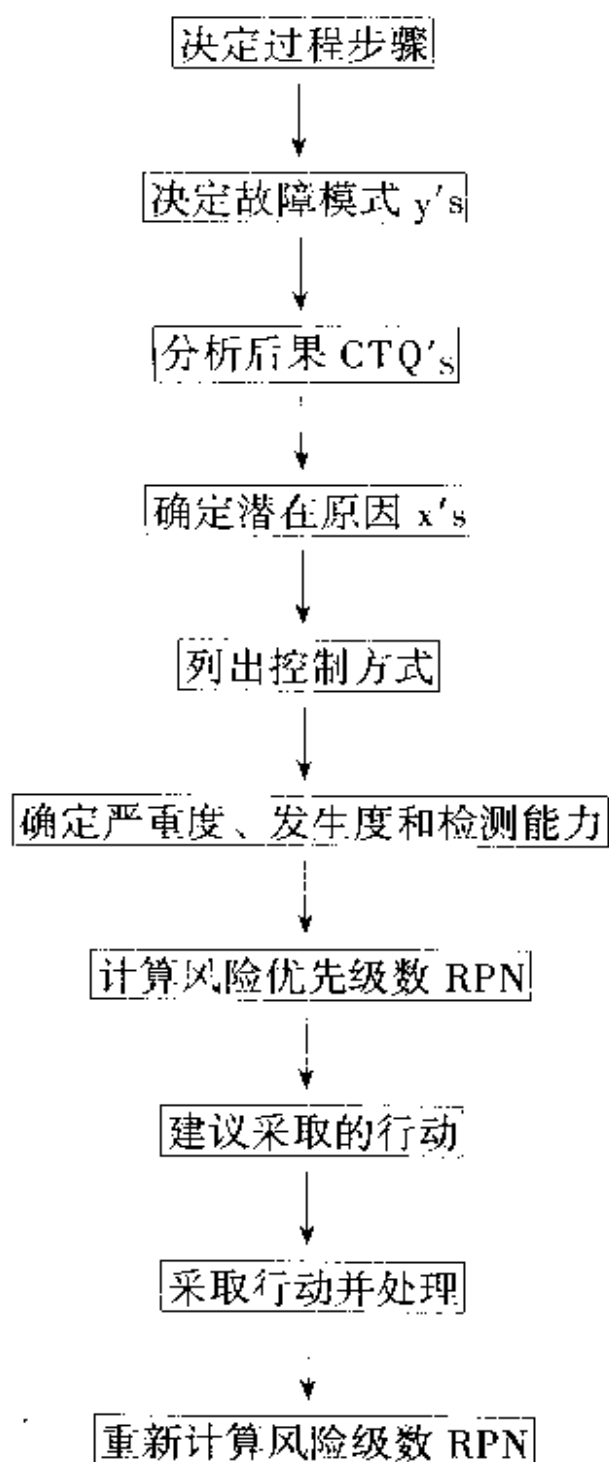 决定过程步骤
决定故障模式 y's
分析后果 CTQ's
确定潜在原因 x's
列出控制方式
确定严重度、发生度和检测能力
计算风险优先级数 RPN
建议采取的行动
采取行动并处理
重新计算风险级数 RPN